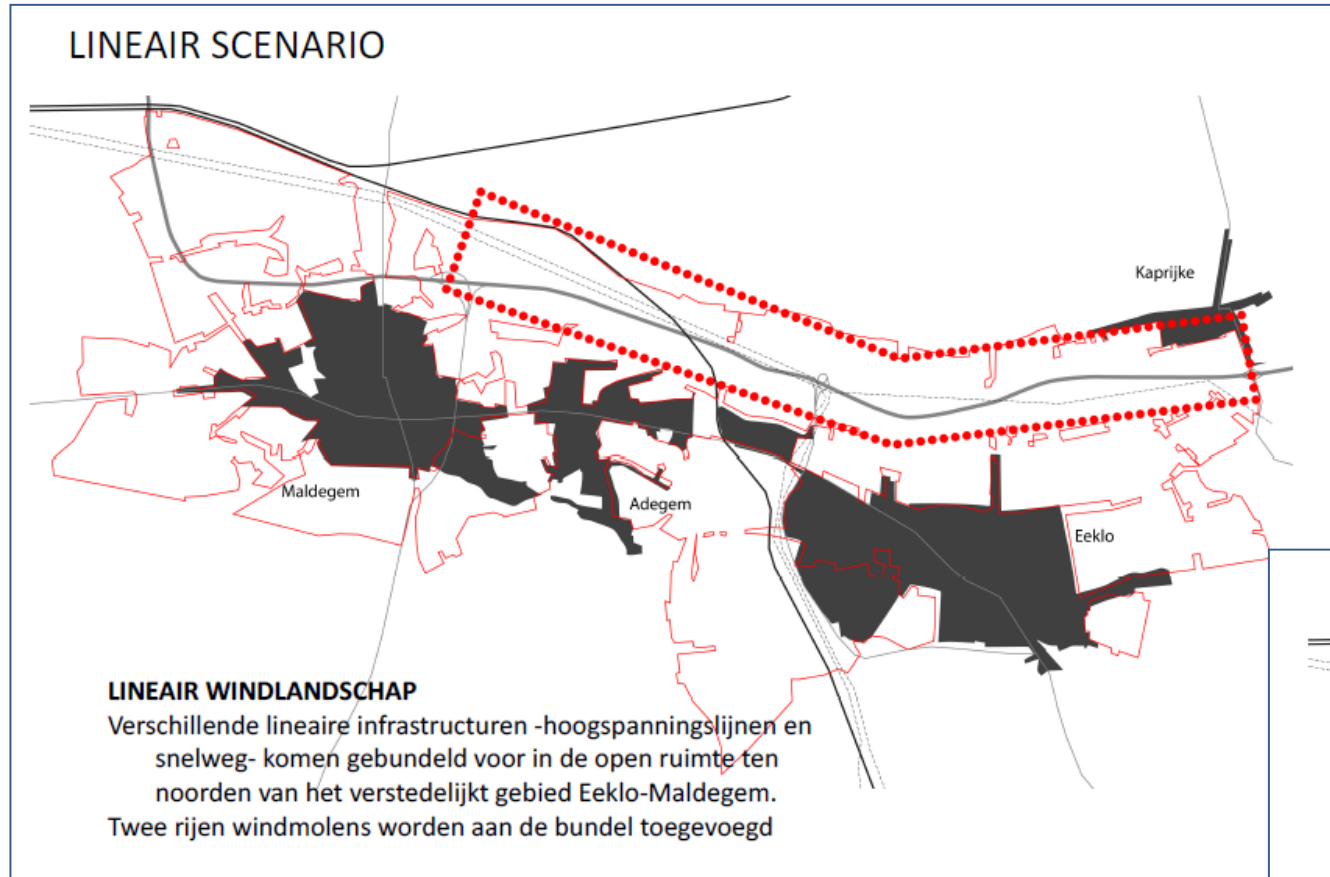 LINEAIR SCENARIO
Kaprijke
Maldegem
Adegem
Eeklo
LINEAIR WINDLANDSCHAP
Verschillende lineaire infrastructuren -hoogspanningslijnen en
snelweg- komen gebundeld voor in de open ruimte ten
noorden van het verstedelijkt gebied Eeklo-Maldegem.
Twee rijen windmolens worden aan de bundel toegevoegd